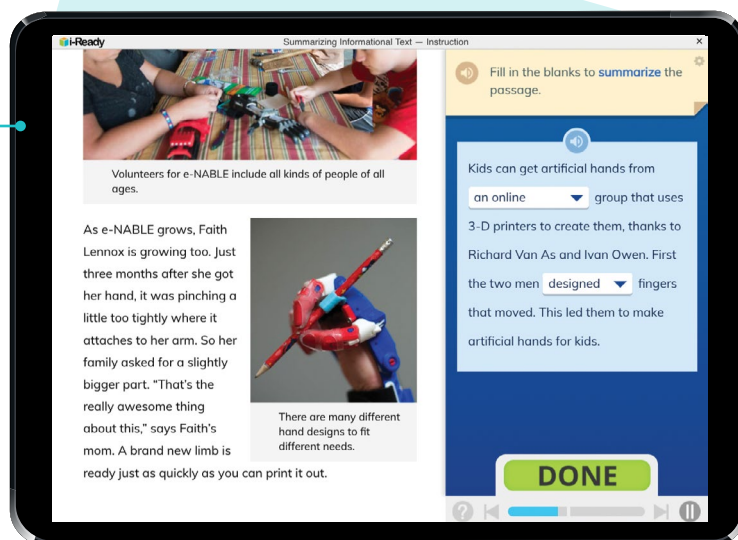 i-Ready
Summarizing Informational Text — Instruction
×
Volunteers for e-NABLE include all kinds of people of all
ages.
As e-NABLE grows, Faith
Lennox is growing too. Just
three months after she got
her hand, it was pinching a
little too tightly where it
attaches to her arm. So her
family asked for a slightly
bigger part. “That’s the
really awesome thing
about this,” says Faith’s
mom. A brand new limb is
ready just as quickly as you can print it out.
There are many different
hand designs to fit
different needs.
Fill in the blanks to summarize the
passage.
Kids can get artificial hands from
an online group that uses
3-D printers to create them, thanks to
Richard Van As and Ivan Owen. First
the two men designed fingers
that moved. This led them to make
artificial hands for kids.
DONE
?